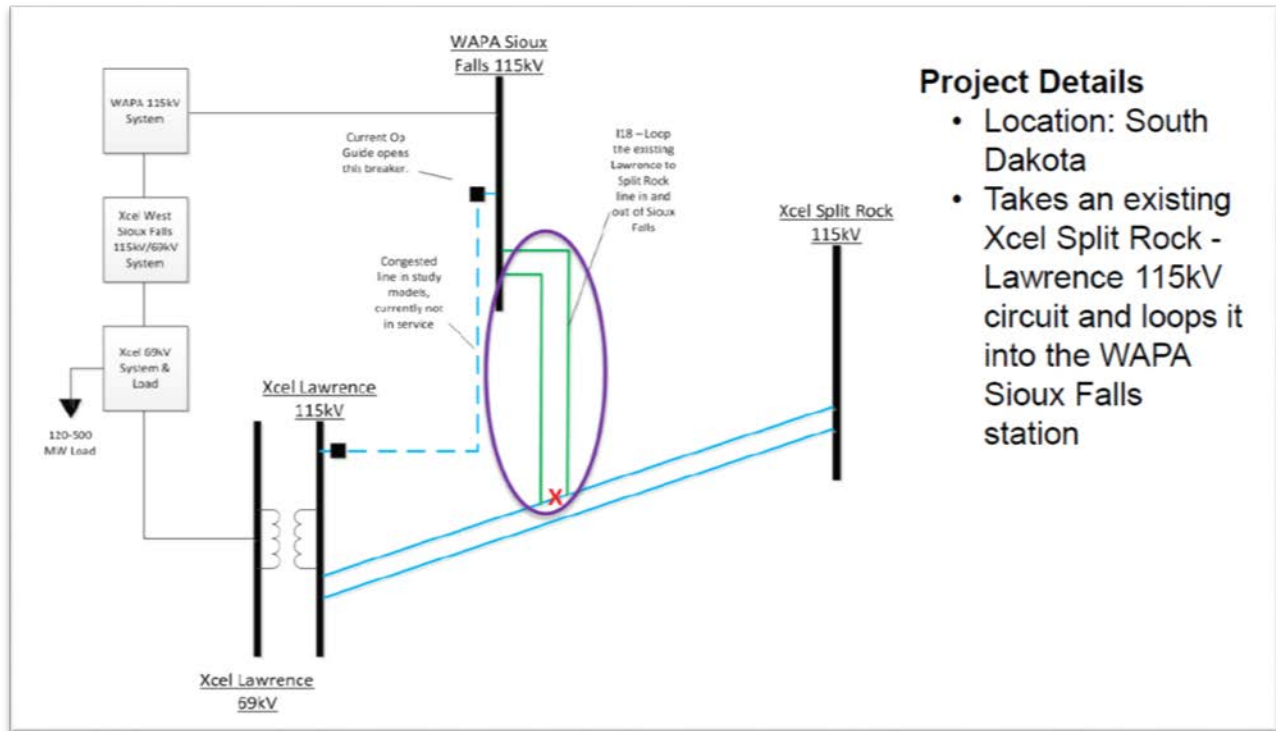 WAPA Sioux
Falls 115kV
WAPA 115kV
System
Current Op
Guide opens
this breaker.
I18 – Loop
the existing
Lawrence to
Split Rock
line in and
out of Sioux
Falls
Xcel West
Sioux Falls
115kV/69kV
System
Xcel Split Rock
115kV
Congested
line in study
models,
currently not
in service
Xcel 69kV
System &
Load
120-500
MW Load
Xcel Lawrence
115kV
X
Xcel Lawrence
69kV
Project Details
• Location: South
Dakota
• Takes an existing
Xcel Split Rock -
Lawrence 115kV
circuit and loops it
into the WAPA
Sioux Falls
station